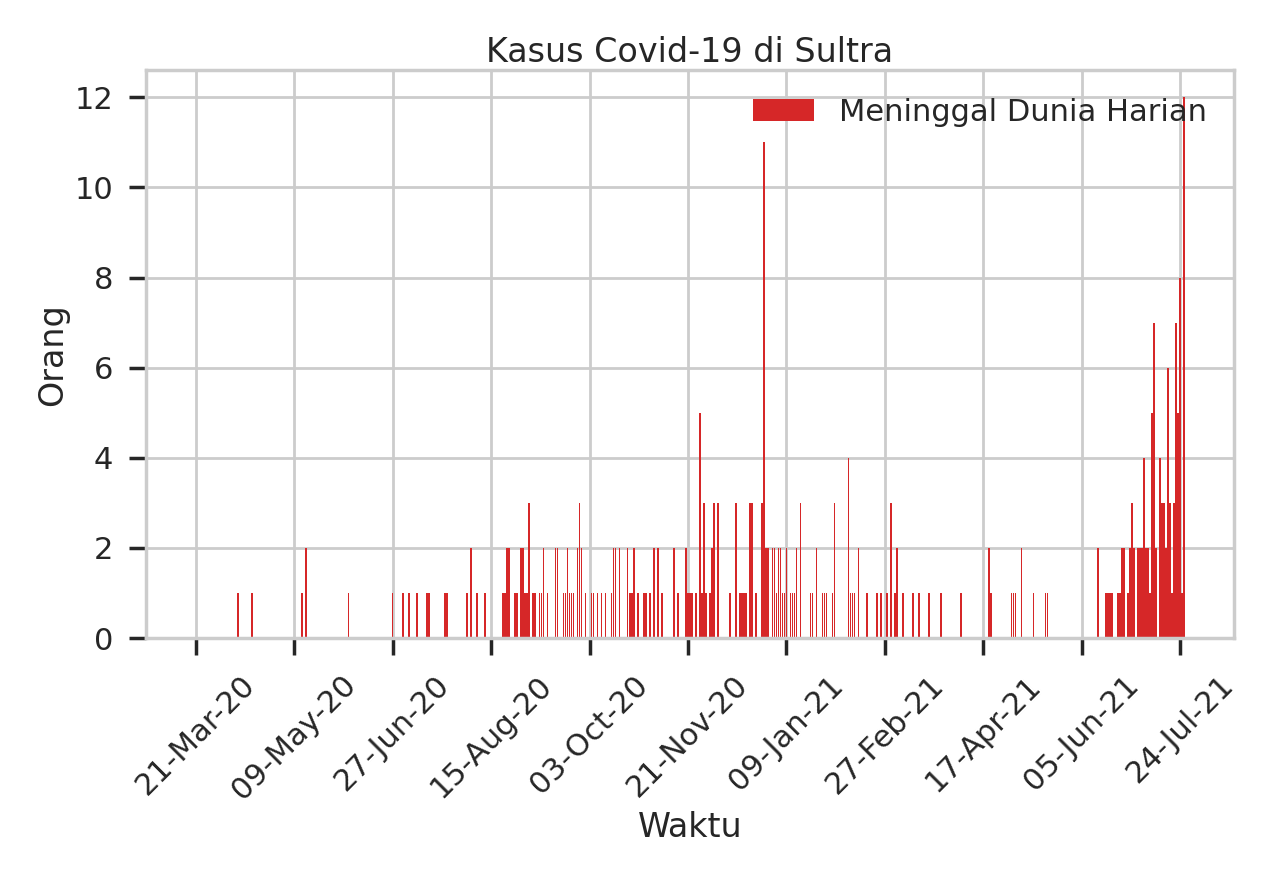 Kasus Covid-19 di Sultra
Meninggal Dunia Harian
12
10
8
6
4
2
0
Orang
21-Mar-20
09-May-20
27-Jun-20
15-Aug-20
03-Oct-20
21-Nov-20
09-Jan-21
27-Feb-21
17-Apr-21
05-Jun-21
24-Jul-21
Waktu